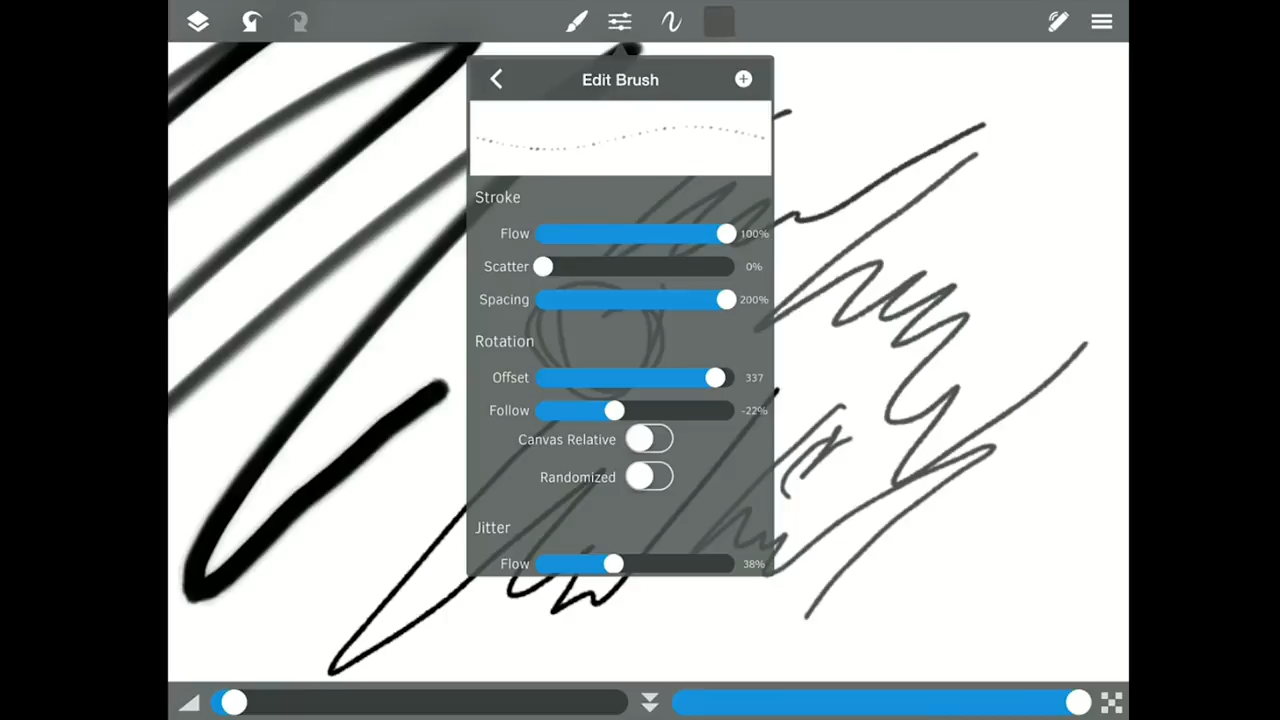 Edit Brush
Stroke
Flow 100%
Scatter 0%
Spacing 200%
Rotation
Offset 337
Follow -22%
Canvas Relative
Randomized
Jitter
Flow 38%